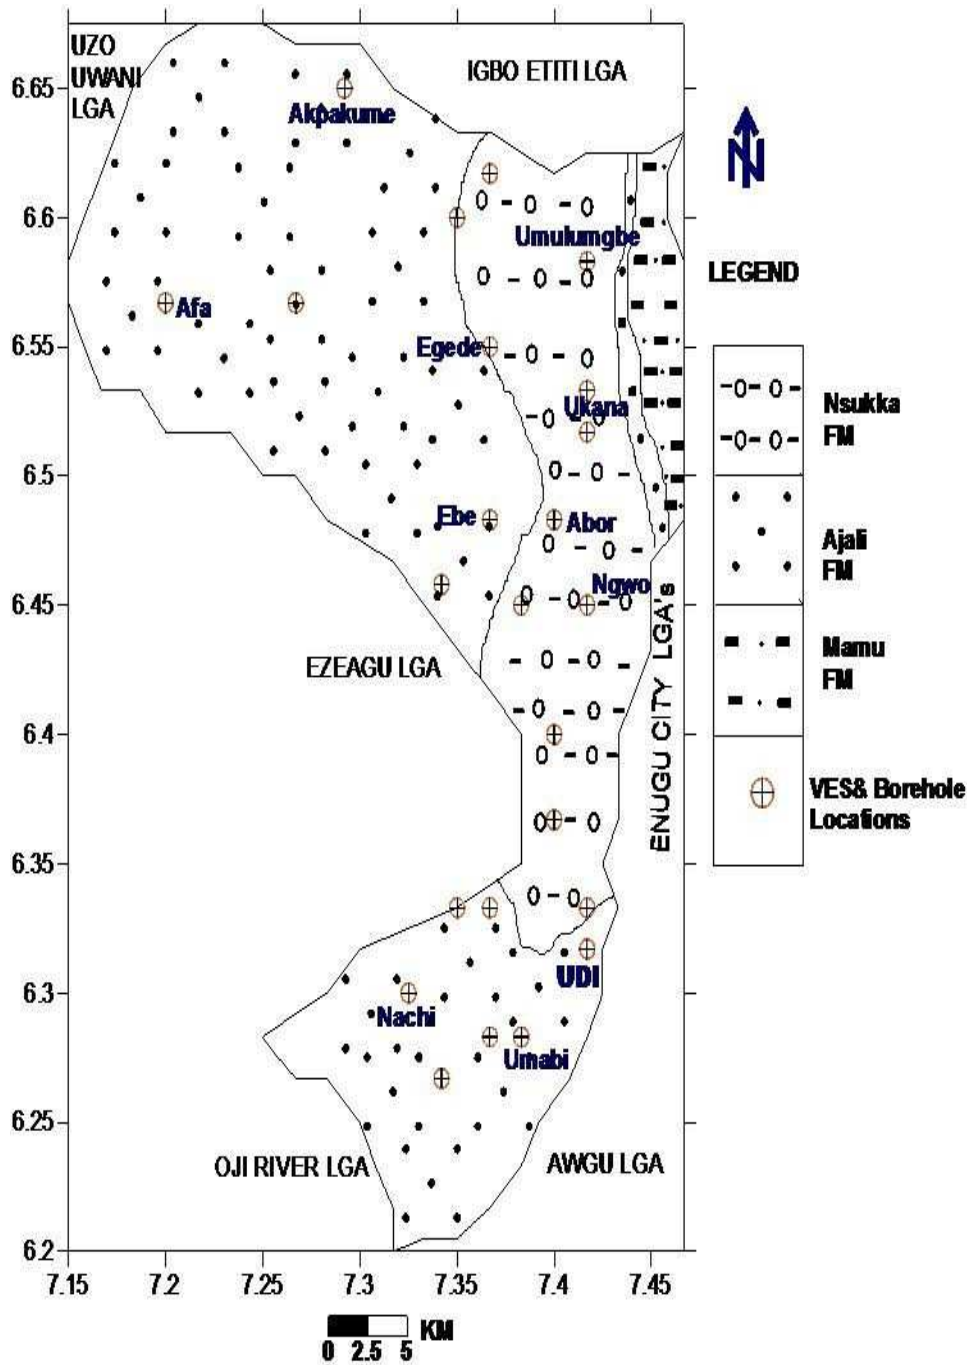 UZO
UWANI
LGA
IGBO ETITI LGA
Akpakume
N
Umulumgbe
LEGEND
Afa
Egede
Ukana
Nsukka
FM
Ebe
Abor
Ajali
FM
Ngwo
EZEAGU LGA
ENUGU CITY LGA's
Mamu
FM
VES& Borehole
Locations
UDI
Nachi
Umabi
OJI RIVER LGA
AWGU LGA
6.65
6.6
6.55
6.5
6.45
6.4
6.35
6.3
6.25
6.2
7.15 7.2 7.25 7.3 7.35 7.4 7.45
KM
0 2.5 5